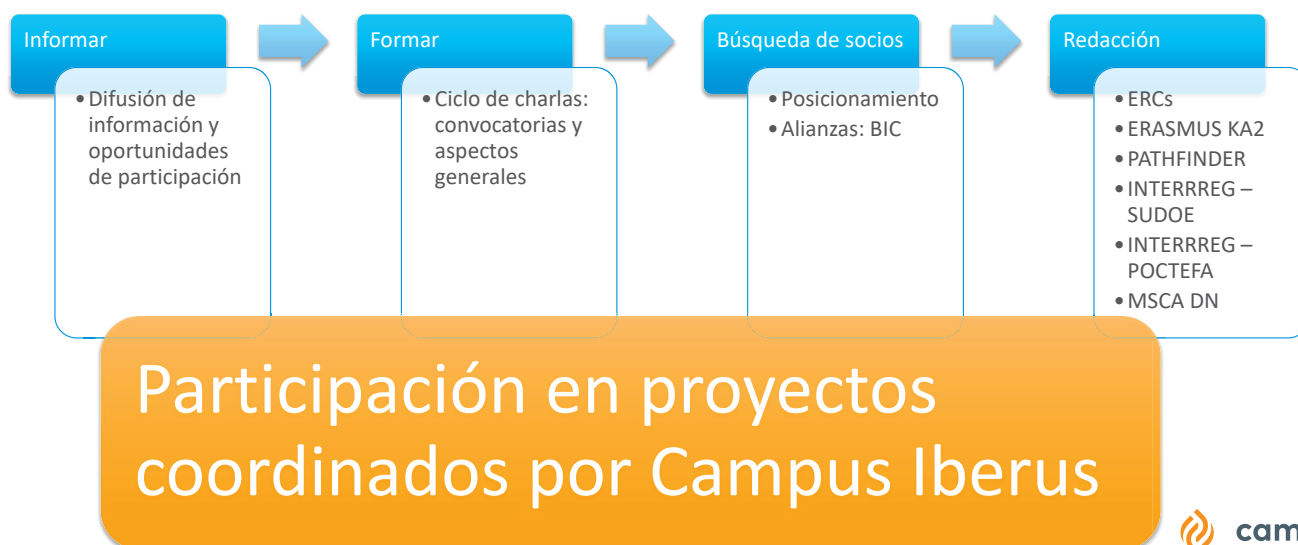 Informar
• Difusión de
información y
oportunidades
de participación
Formar
• Ciclo de charlas:
convocatorias y
aspectos
generales
Búsqueda de socios
• Posicionamiento
• Alianzas: BIC
Redacción
• ERCs
• ERASMUS KA2
• PATHFINDER
• INTERRREG –
SUDOE
• INTERRREG –
POCTEFA
• MSCA DN
Participación en proyectos
coordinados por Campus Iberus
cam